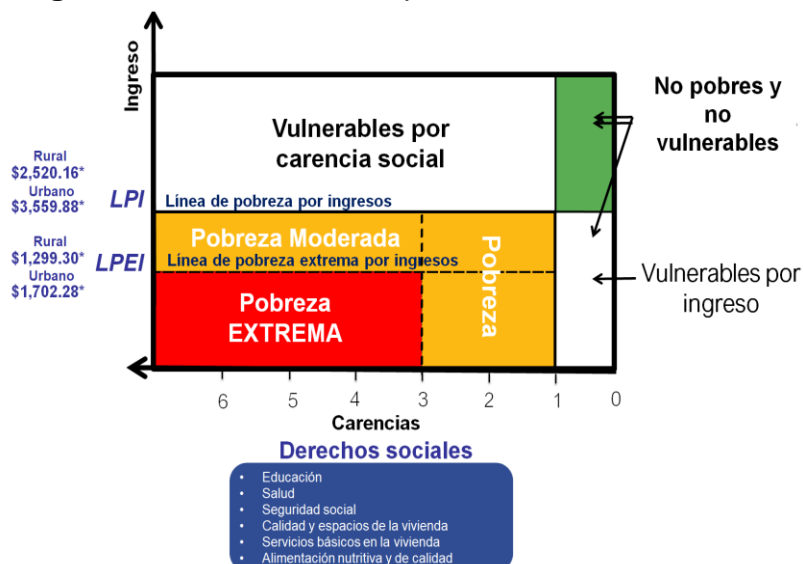 Ingreso
No pobres y
no
vulnerables
Vulnerables por
carencia social
Rural
$2,520.16*
Urbano
$3,559.88*
LPI
Línea de pobreza por ingresos
Rural
$1,299.30*
Urbano
$1,702.28*
LPEI
Pobreza Moderada
Línea de pobreza extrema por ingresos
Pobreza
EXTREMA
Pobreza
Vulnerables por
ingreso
6 5 4 3 2 1 0
Carencias
Derechos sociales
• Educación
• Salud
• Seguridad social
• Calidad y espacios de la vivienda
• Servicios básicos en la vivienda
• Alimentación nutritiva y de calidad